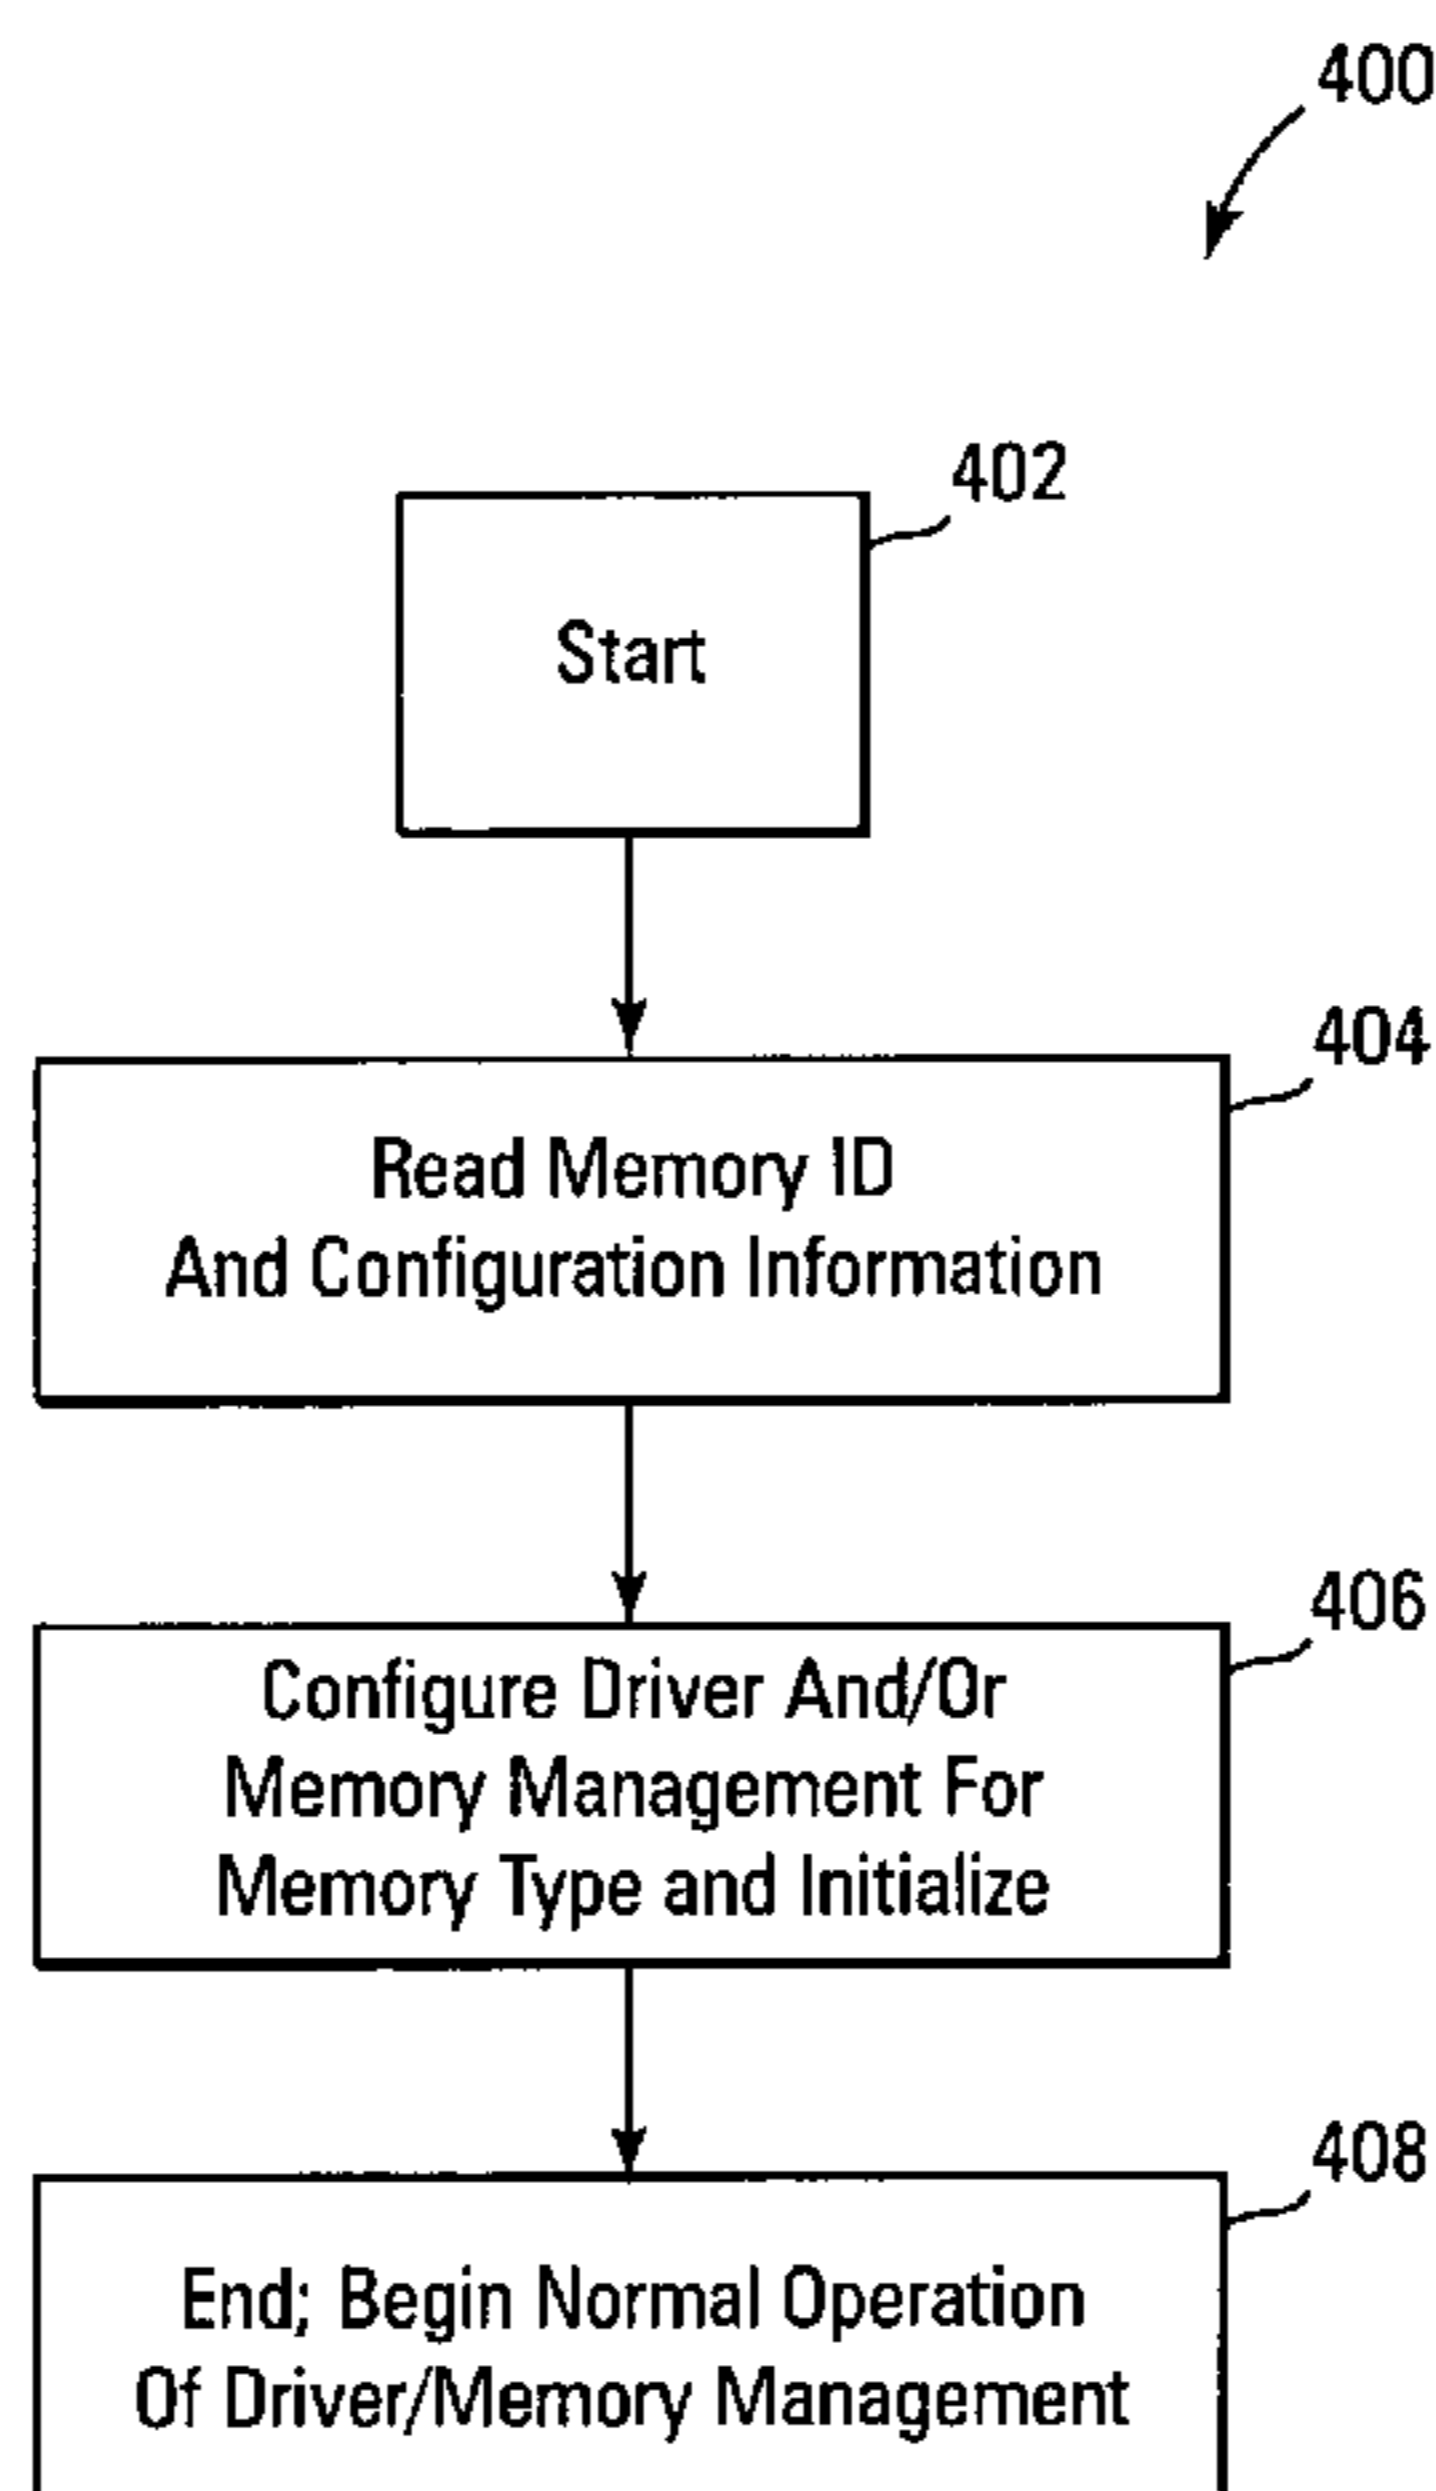 400
402
Start
404
Read Memory ID
And Configuration Information
406
Configure Driver And/Or
Memory Management For
Memory Type and Initialize
408
End; Begin Normal Operation
Of Driver/Memory Management